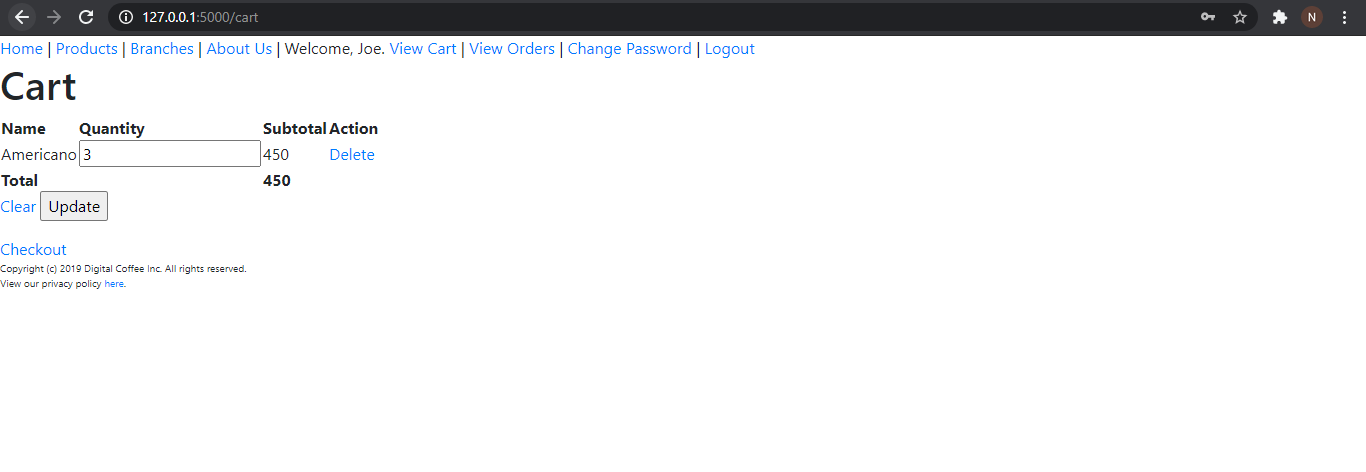 127.0.0.1:5000/cart
N
Home | Products | Branches | About Us | Welcome, Joe. View Cart | View Orders | Change Password | Logout
Cart
Name Quantity Subtotal Action
Americano 3 450 Delete
Total 450
Clear Update
Checkout
Copyright (c) 2019 Digital Coffee Inc. All rights reserved.
View our privacy policy here.